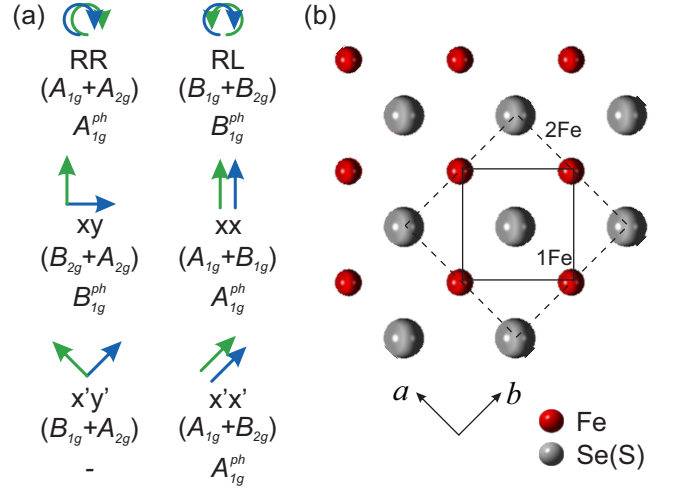 (a)
RR
RL
(A1g+A2g)
(B1g+B2g)
A1g^ph
B1g^ph
xy
xx
(B2g+A2g)
(A1g+B1g)
B1g^ph
A1g^ph
x'y'
x'x'
(B1g+A2g)
(A1g+B2g)
-
A1g^ph
(b)
2Fe
1Fe
a
b
Fe
Se(S)